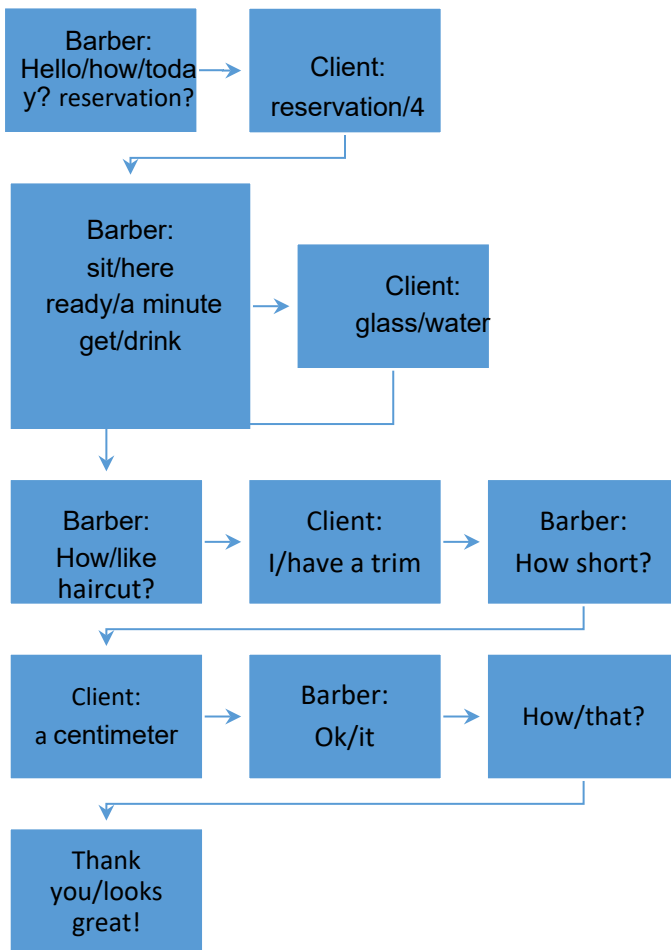 Barber:
Hello/how/toda
y? reservation?
Client:
reservation/4
Barber:
sit/here
ready/a minute
get/drink
Client:
glass/water
Barber:
How/like
haircut?
Client:
I/have a trim
Barber:
How short?
Client:
a centimeter
Barber:
Ok/it
How/that?
Thank
you/looks
great!